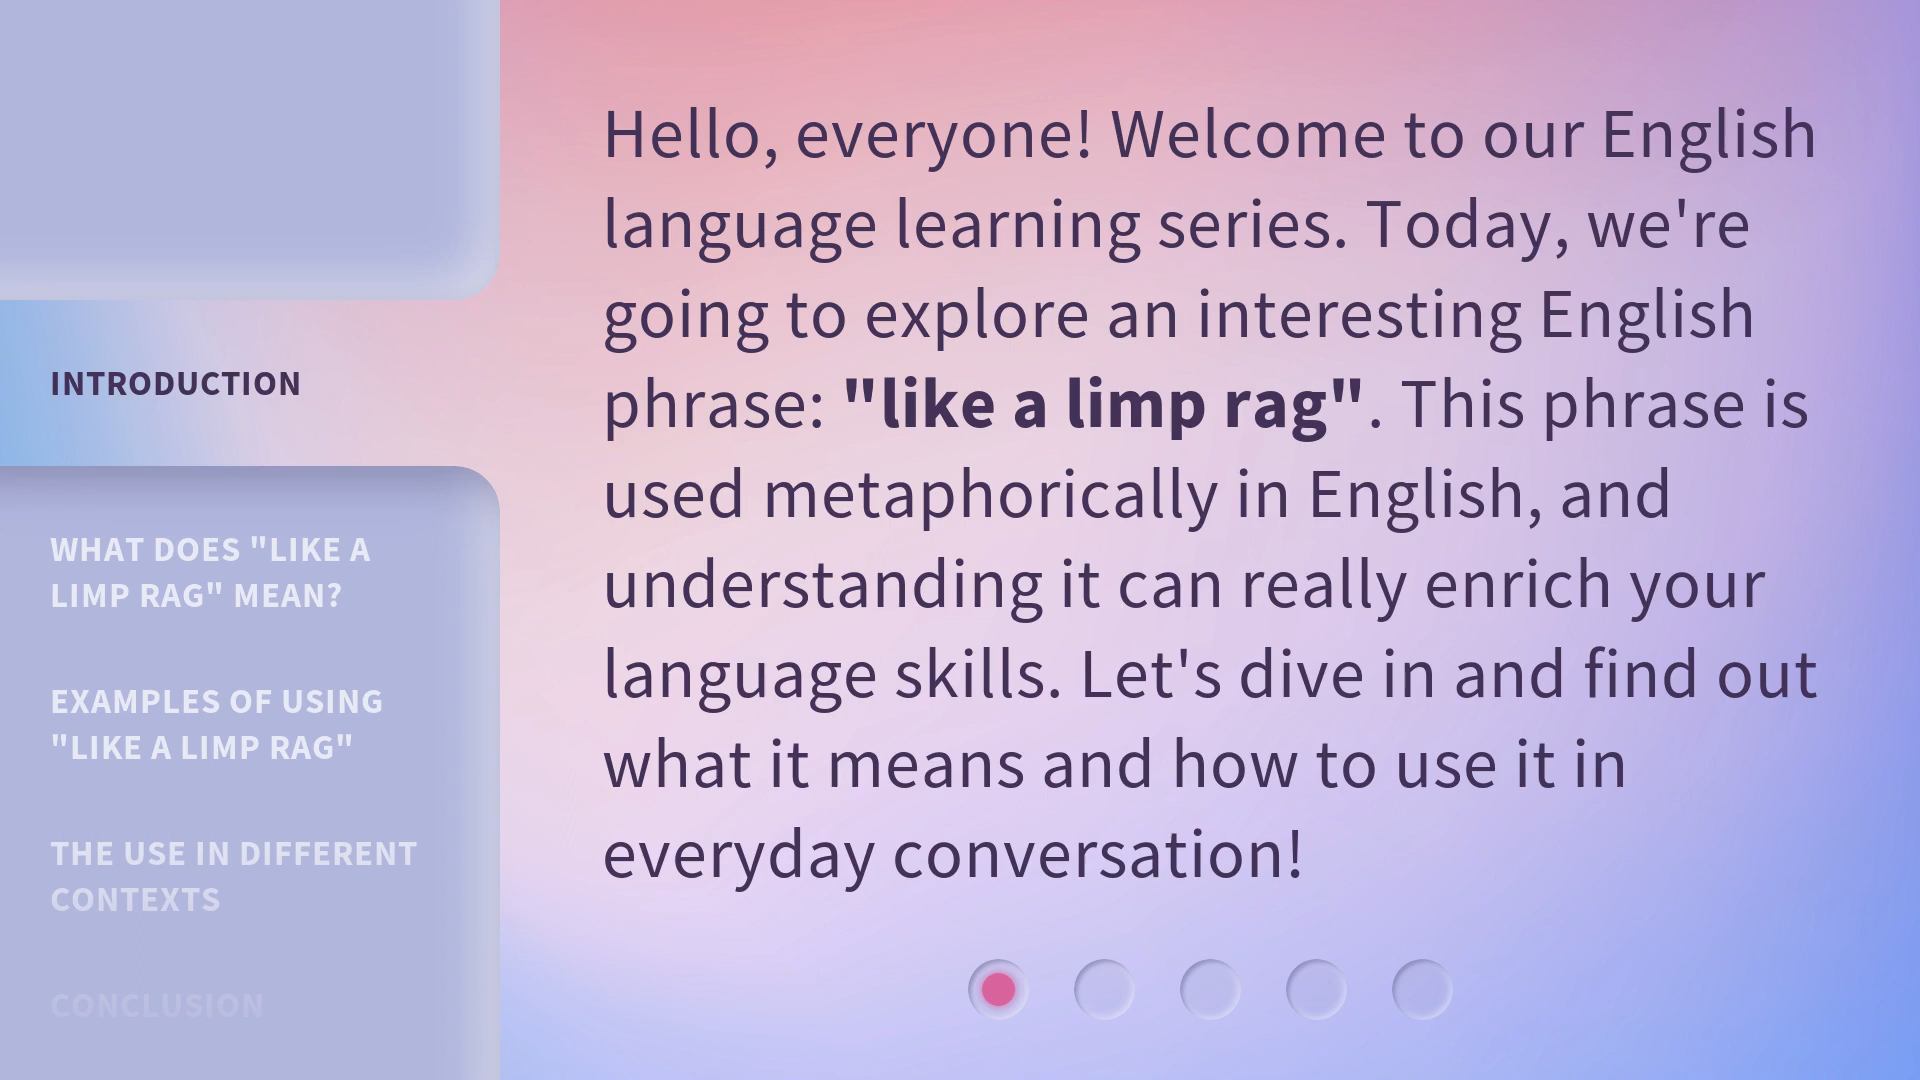 INTRODUCTION
WHAT DOES "LIKE A
LIMP RAG" MEAN?
EXAMPLES OF USING
"LIKE A LIMP RAG"
THE USE IN DIFFERENT
CONTEXTS
CONCLUSION
Hello, everyone! Welcome to our English
language learning series. Today, we're
going to explore an interesting English
phrase: "like a limp rag". This phrase is
used metaphorically in English, and
understanding it can really enrich your
language skills. Let's dive in and find out
what it means and how to use it in
everyday conversation!